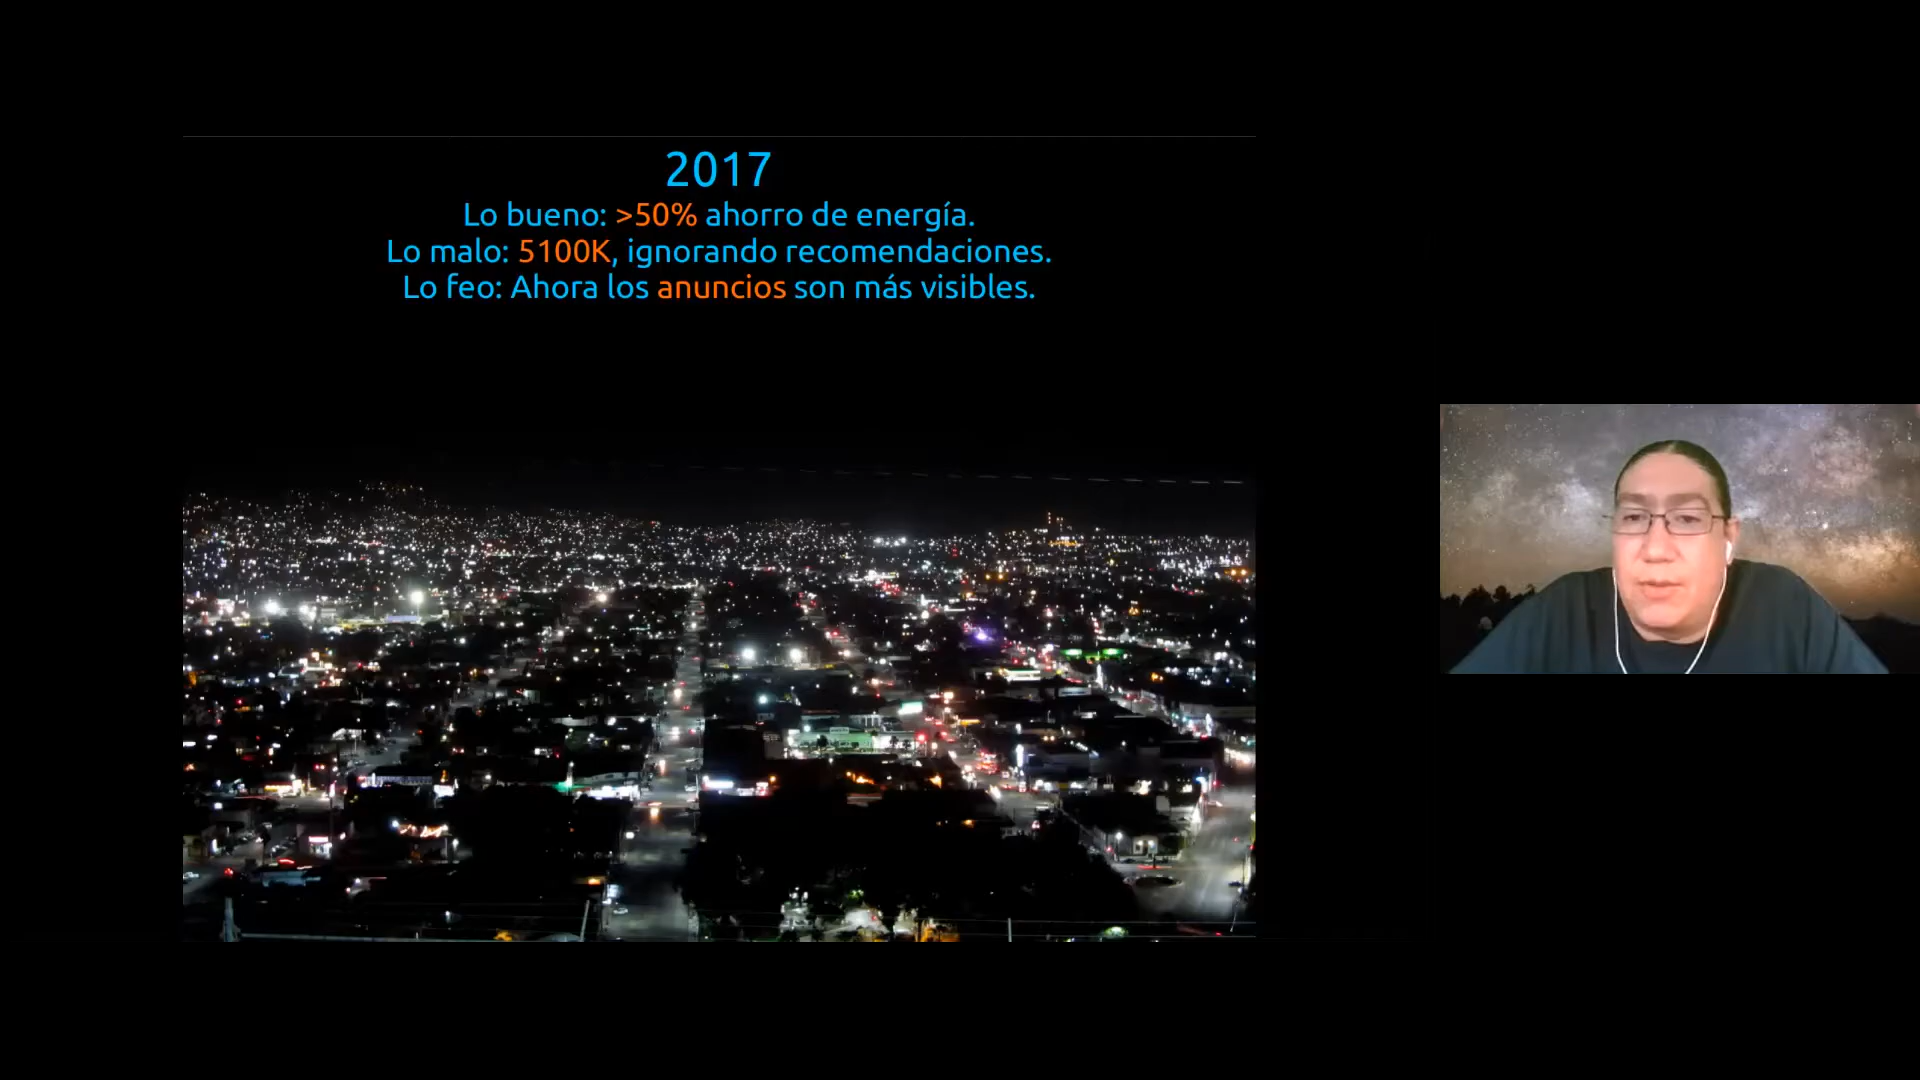 2017
Lo bueno: >50% ahorro de energía.
Lo malo: 5100K, ignorando recomendaciones.
Lo feo: Ahora los anuncios son más visibles.